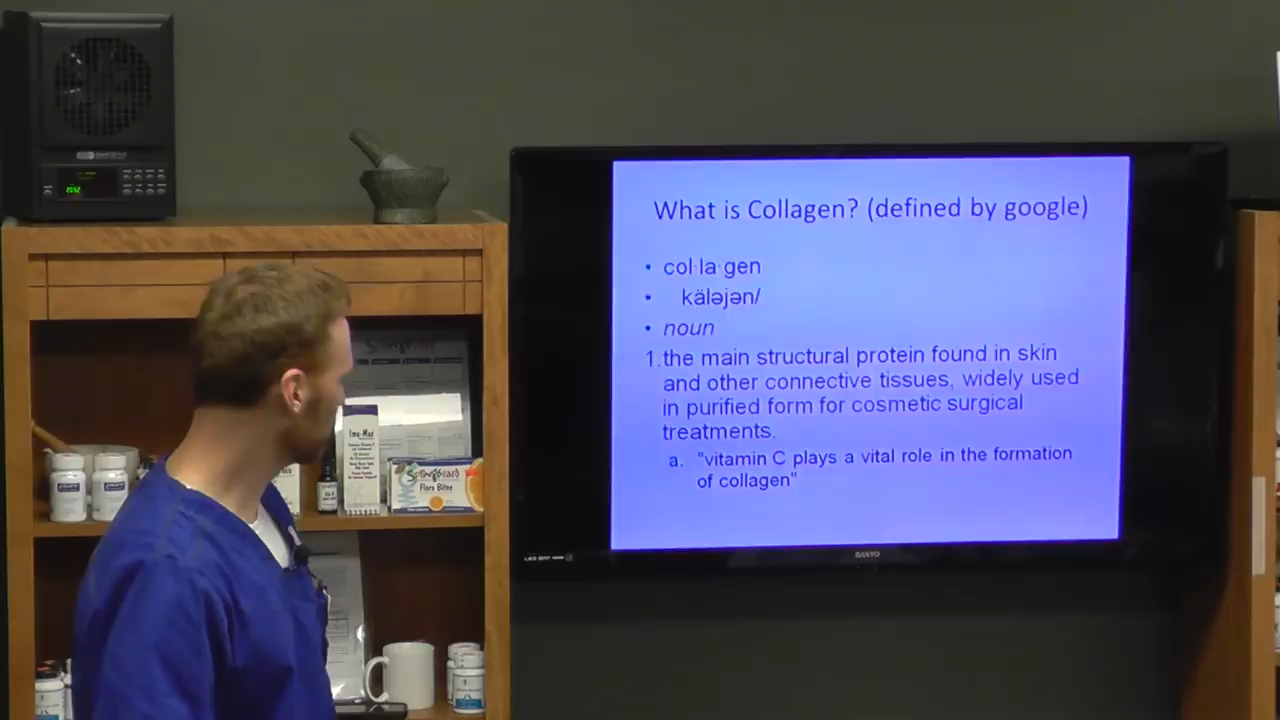 What is Collagen? (defined by google)
• col·la·gen
• käləjən/
• noun
1. the main structural protein found in skin
and other connective tissues, widely used
in purified form for cosmetic surgical
treatments.
a. "vitamin C plays a vital role in the formation
of collagen"
SANYO
Imu-Max
Flora Bites